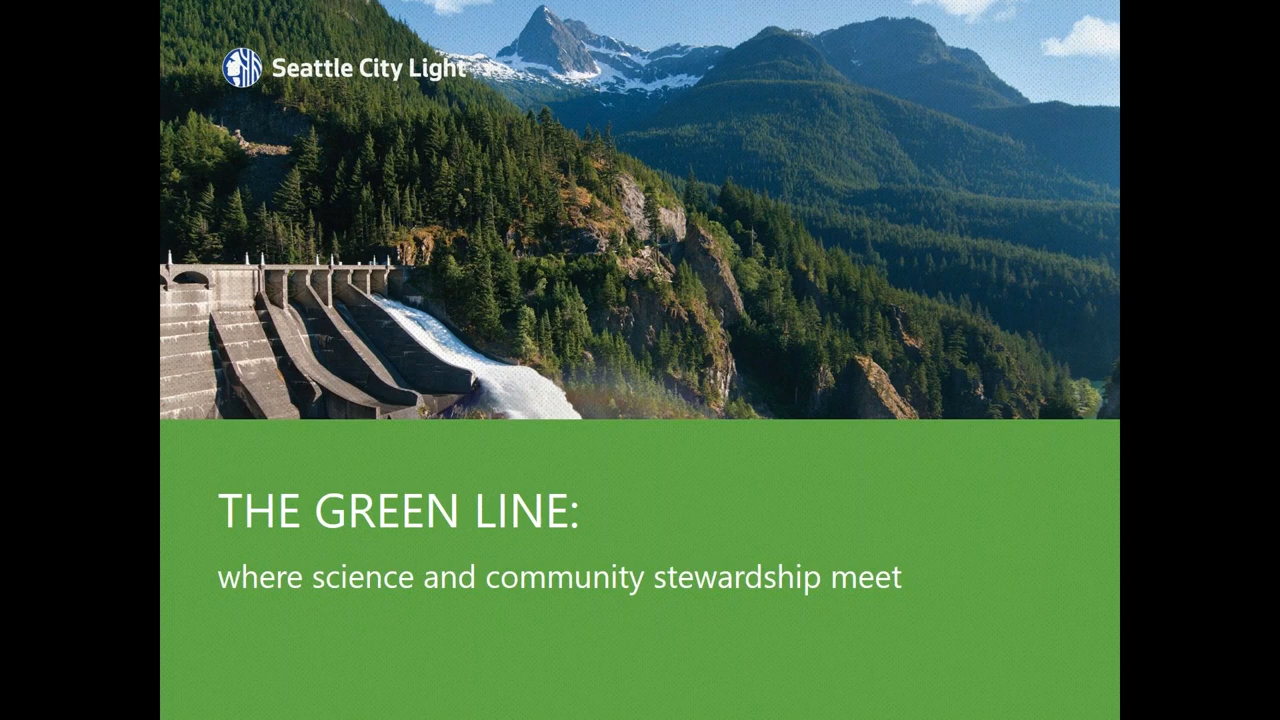 Seattle City Light
THE GREEN LINE:
where science and community stewardship meet